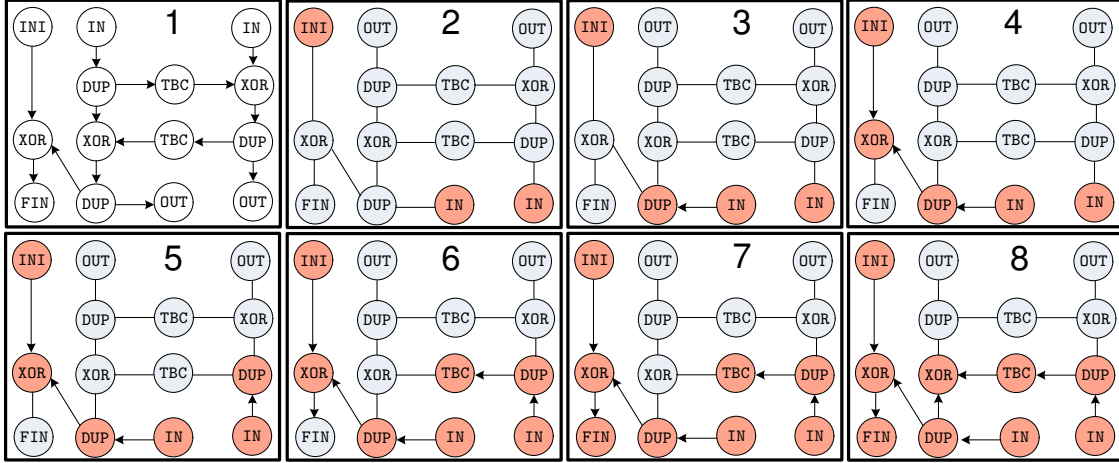 INI IN 1 IN
DUP TBC XOR
XOR XOR TBC DUP
FIN DUP OUT OUT
INI OUT 2 OUT
DUP TBC XOR
XOR XOR TBC DUP
FIN DUP IN IN
INI OUT 3 OUT
DUP TBC XOR
XOR XOR TBC DUP
FIN DUP IN IN
INI OUT 4 OUT
DUP TBC XOR
XOR XOR TBC DUP
FIN DUP IN IN
INI OUT 5 OUT
DUP TBC XOR
XOR XOR TBC DUP
FIN DUP IN IN
INI OUT 6 OUT
DUP TBC XOR
XOR XOR TBC DUP
FIN DUP IN IN
INI OUT 7 OUT
DUP TBC XOR
XOR XOR TBC DUP
FIN DUP IN IN
INI OUT 8 OUT
DUP TBC XOR
XOR XOR TBC DUP
FIN DUP IN IN